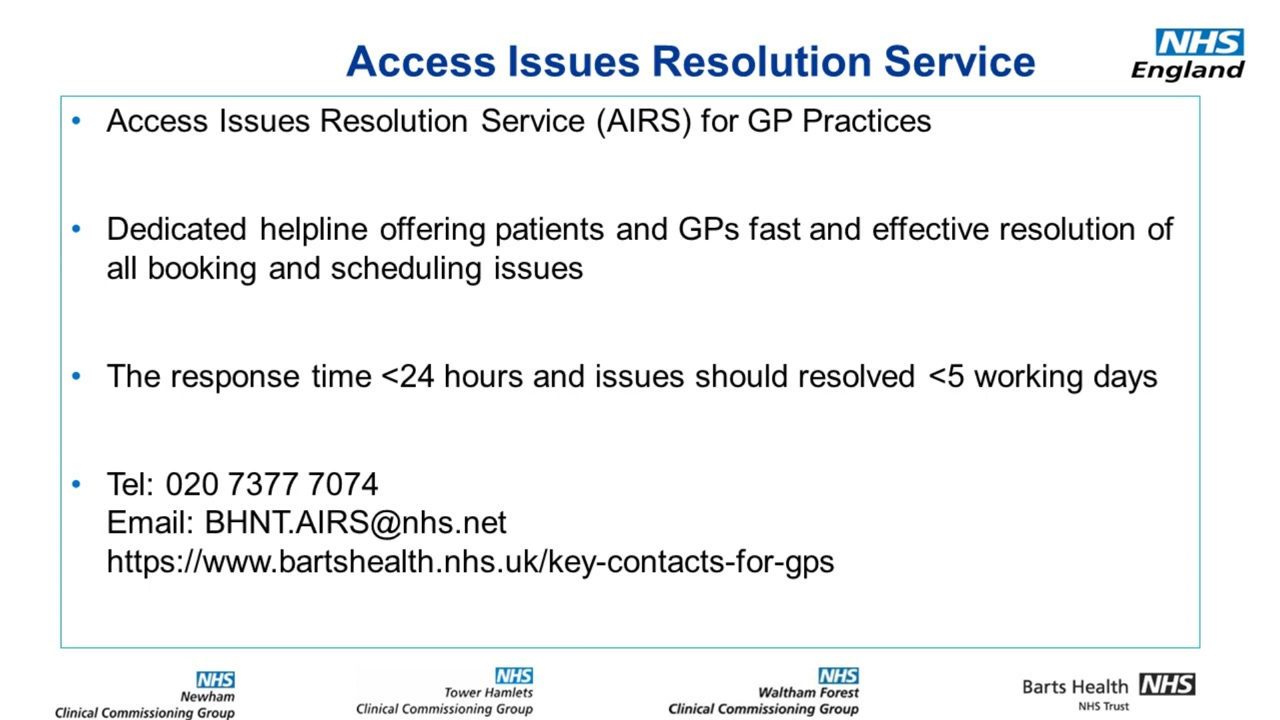 Access Issues Resolution Service
NHS
England
• Access Issues Resolution Service (AIRS) for GP Practices
• Dedicated helpline offering patients and GPs fast and effective resolution of
all booking and scheduling issues
• The response time <24 hours and issues should resolved <5 working days
• Tel: 020 7377 7074
Email: BHNT.AIRS@nhs.net
https://www.bartshealth.nhs.uk/key-contacts-for-gps
NHS
Newham
Clinical Commissioning Group
NHS
Tower Hamlets
Clinical Commissioning Group
NHS
Waltham Forest
Clinical Commissioning Group
Barts Health NHS
NHS Trust